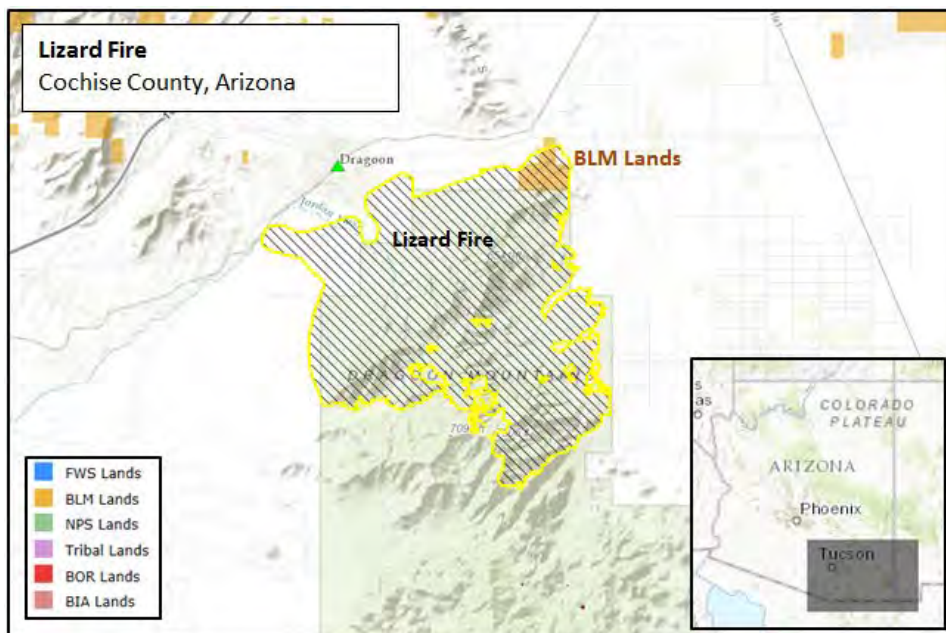 Lizard Fire
Cochise County, Arizona
Dragoon
BLM Lands
Lizard Fire
DRAGOON MOUNTAINS
FWS Lands
BLM Lands
NPS Lands
Tribal Lands
BOR Lands
BIA Lands
s
as
COLORADO
PLATEAU
ARIZONA
Phoenix
Tucson